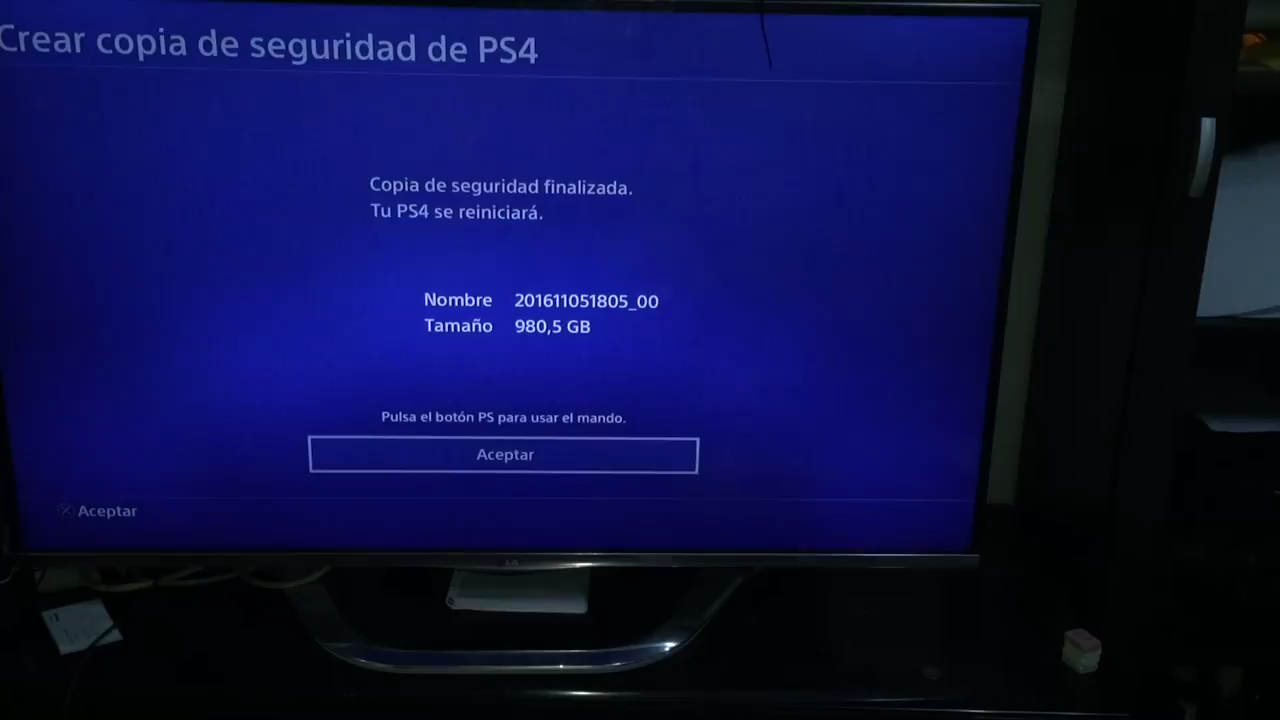 Crear copia de seguridad de PS4
Copia de seguridad finalizada.
Tu PS4 se reiniciará.
Nombre 201611051805_00
Tamaño 980,5 GB
Pulsa el botón PS para usar el mando.
Aceptar
Aceptar